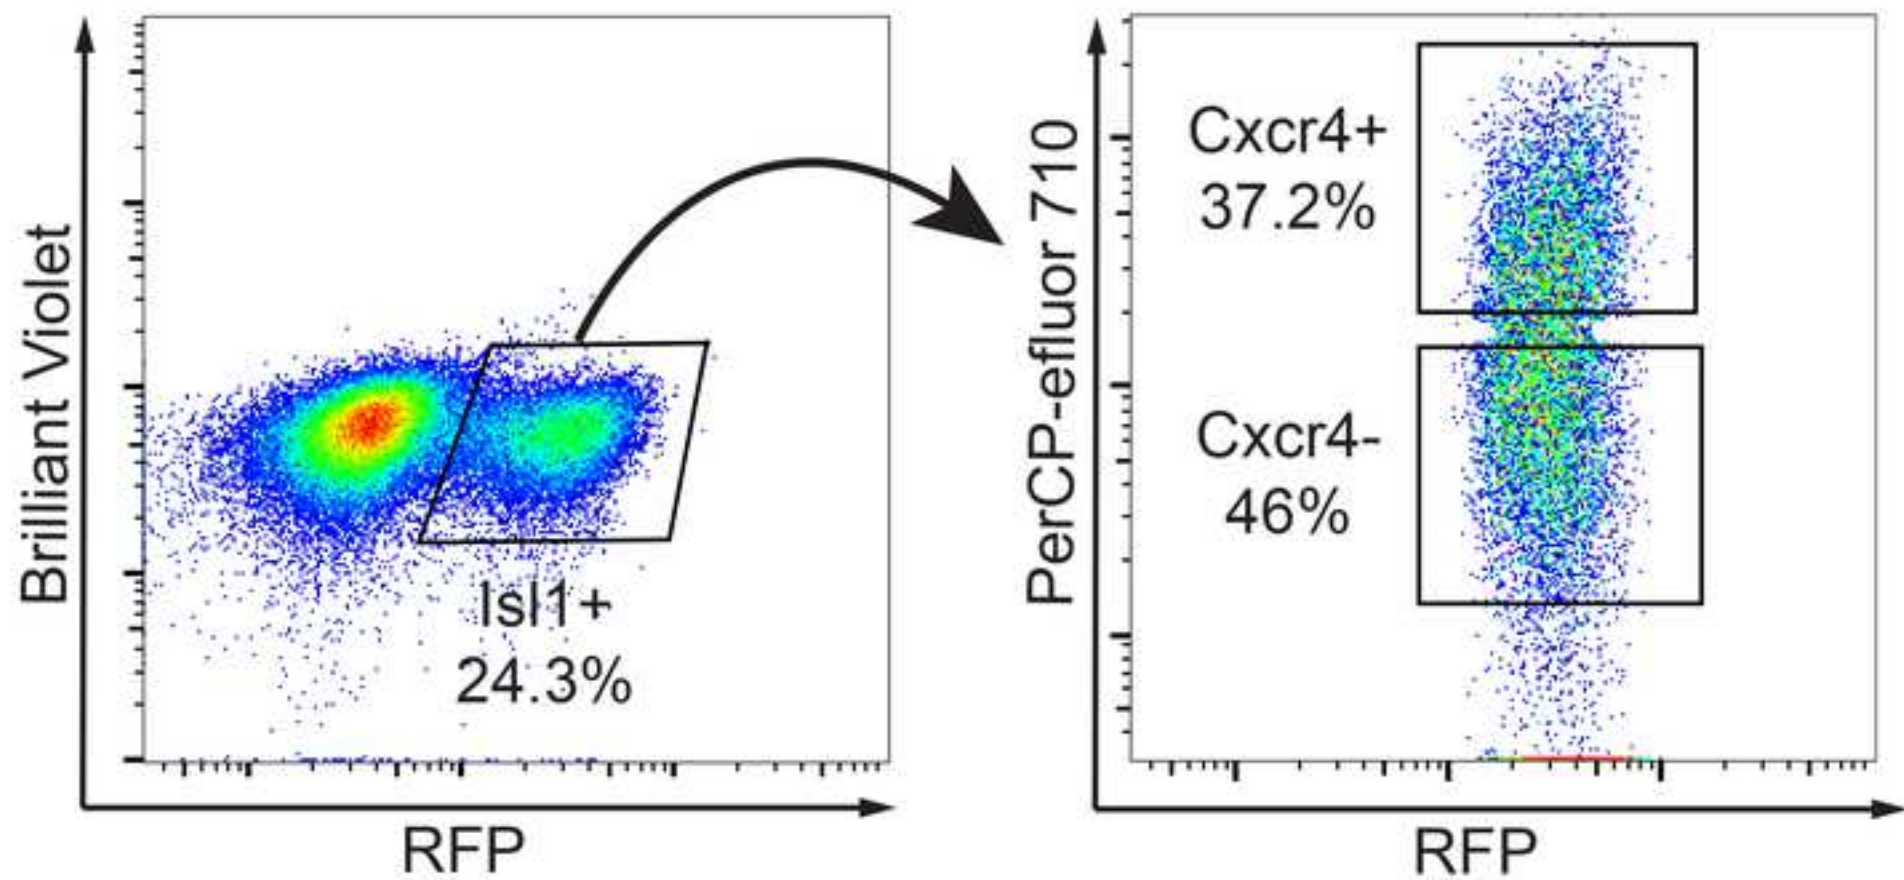 Brilliant Violet
Isl1+
24.3%
RFP
PerCP-efluor 710
Cxcr4+
37.2%
Cxcr4-
46%
RFP